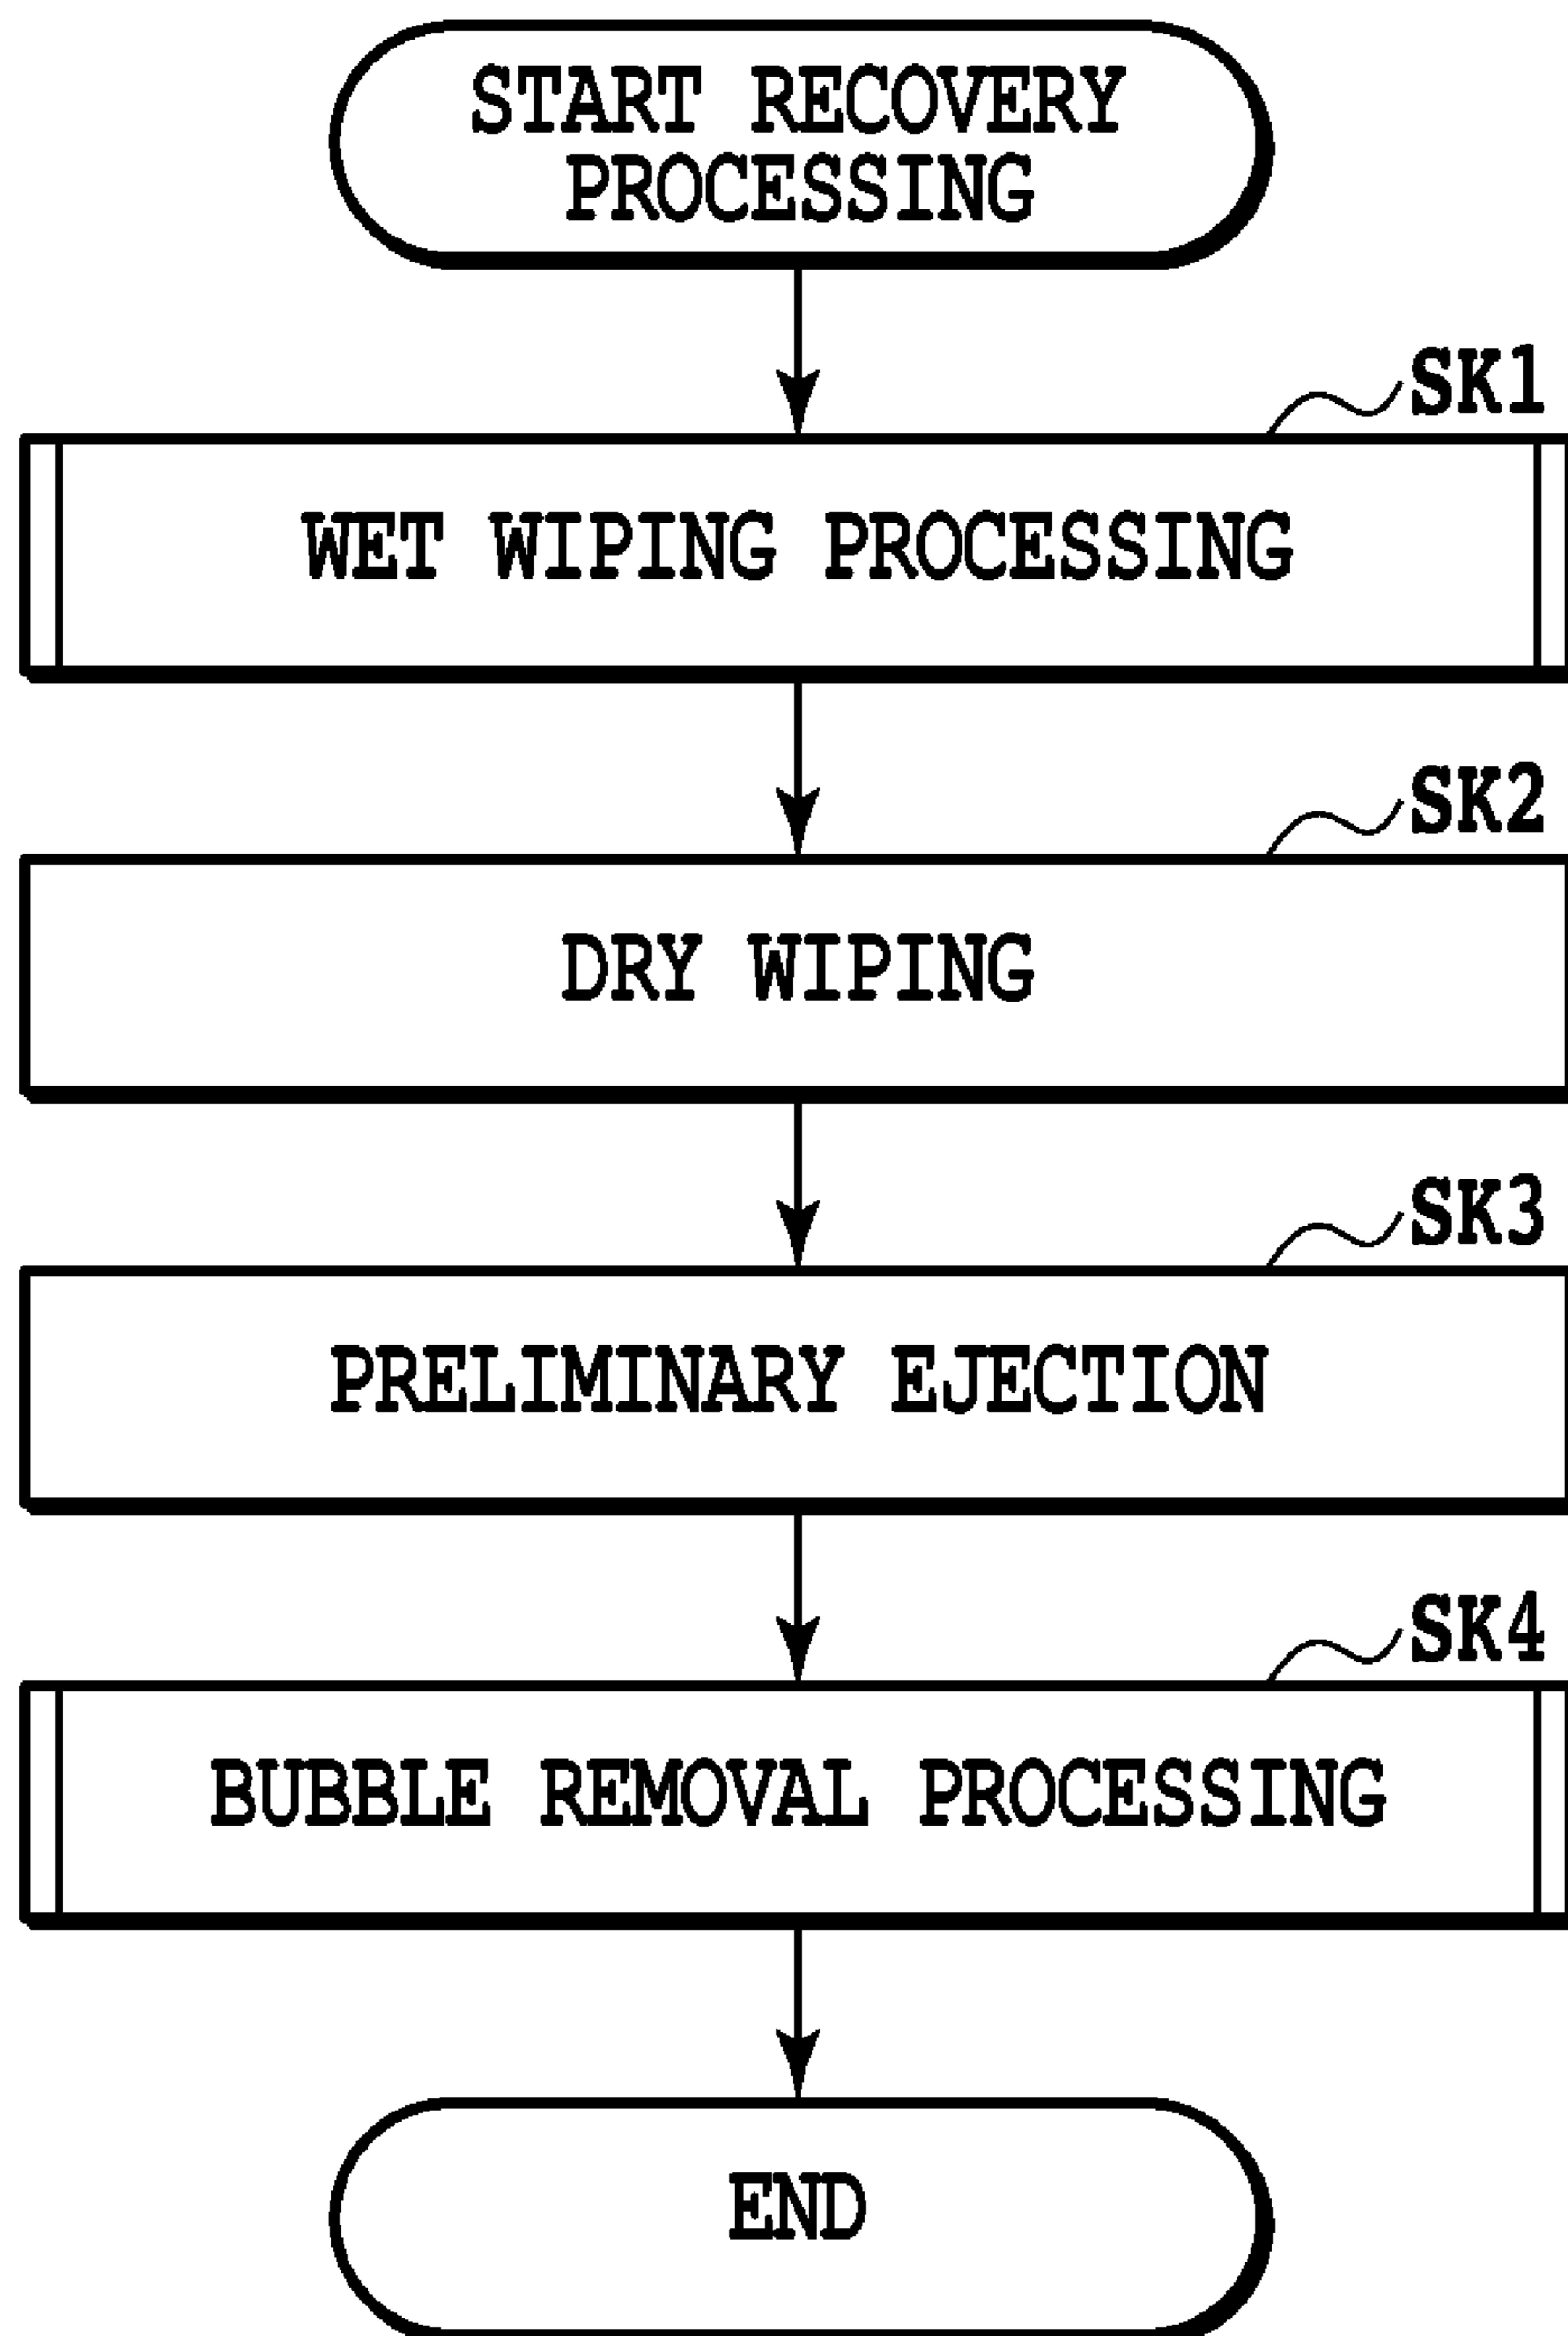 START RECOVERY
PROCESSING
SK1
WET WIPING PROCESSING
SK2
DRY WIPING
SK3
PRELIMINARY EJECTION
SK4
BUBBLE REMOVAL PROCESSING
END